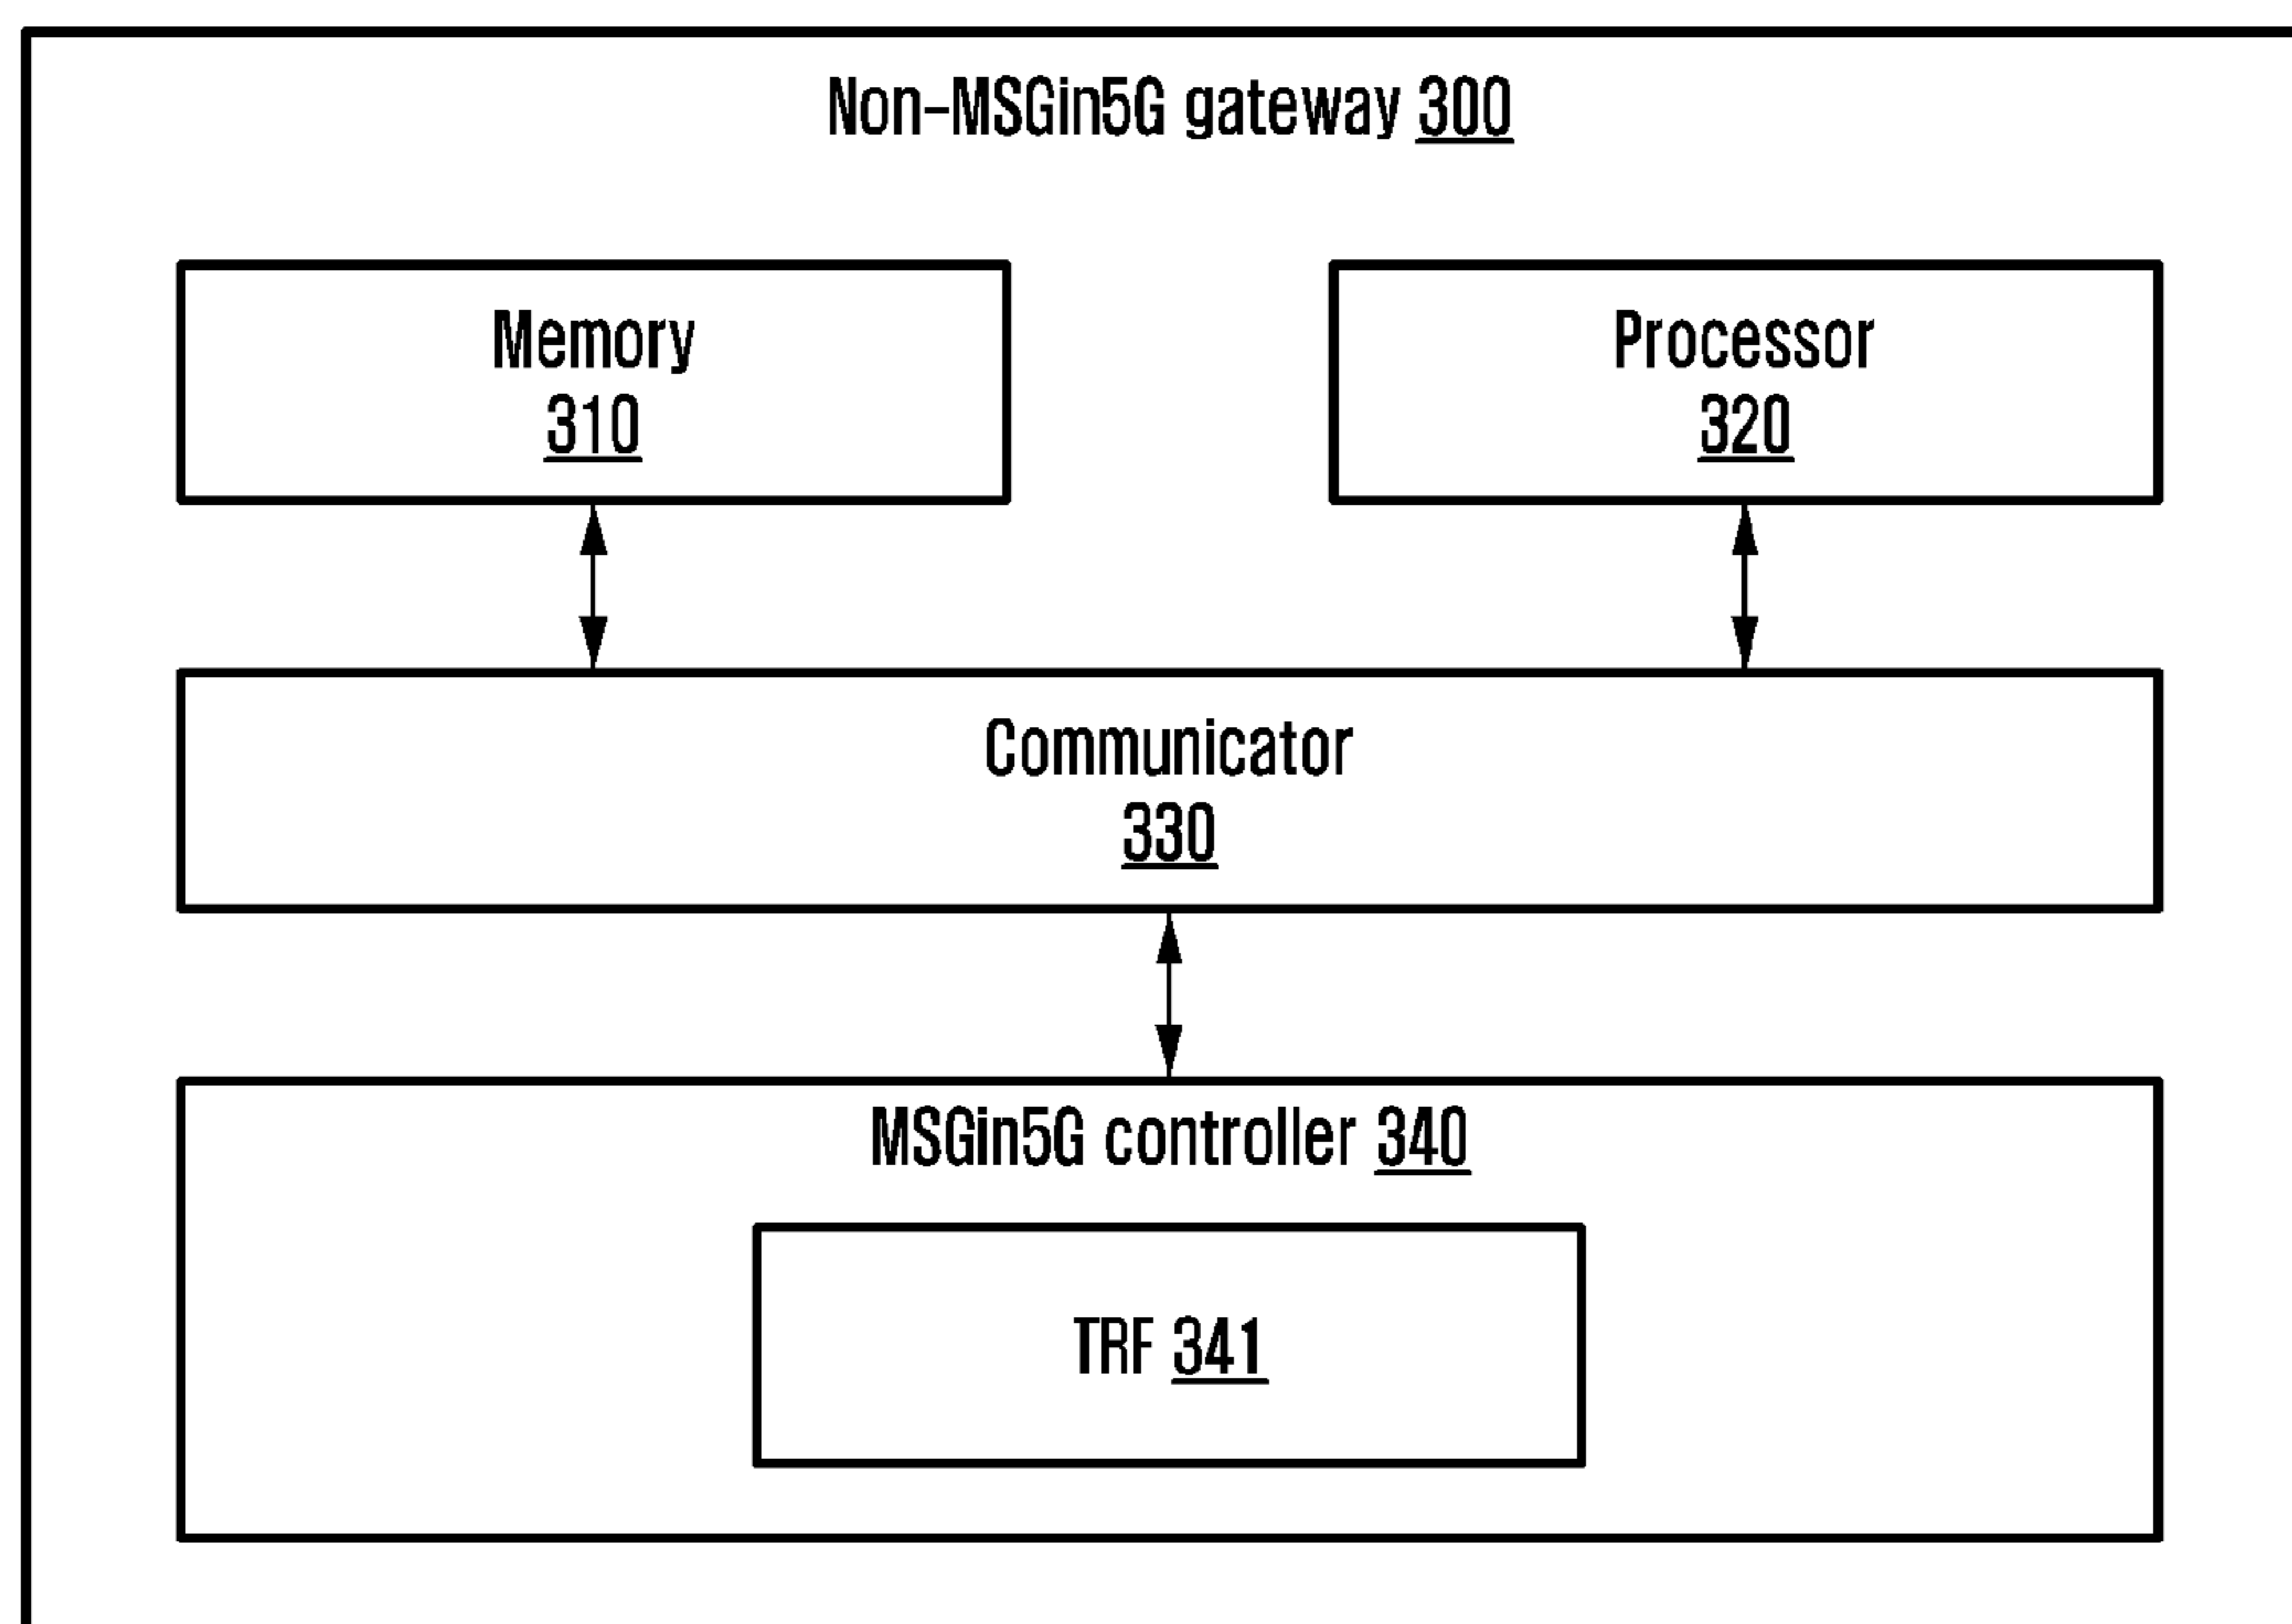 Non-MSGin5G gateway 300
Memory
310
Processor
320
Communicator
330
MSGin5G controller 340
TRF 341